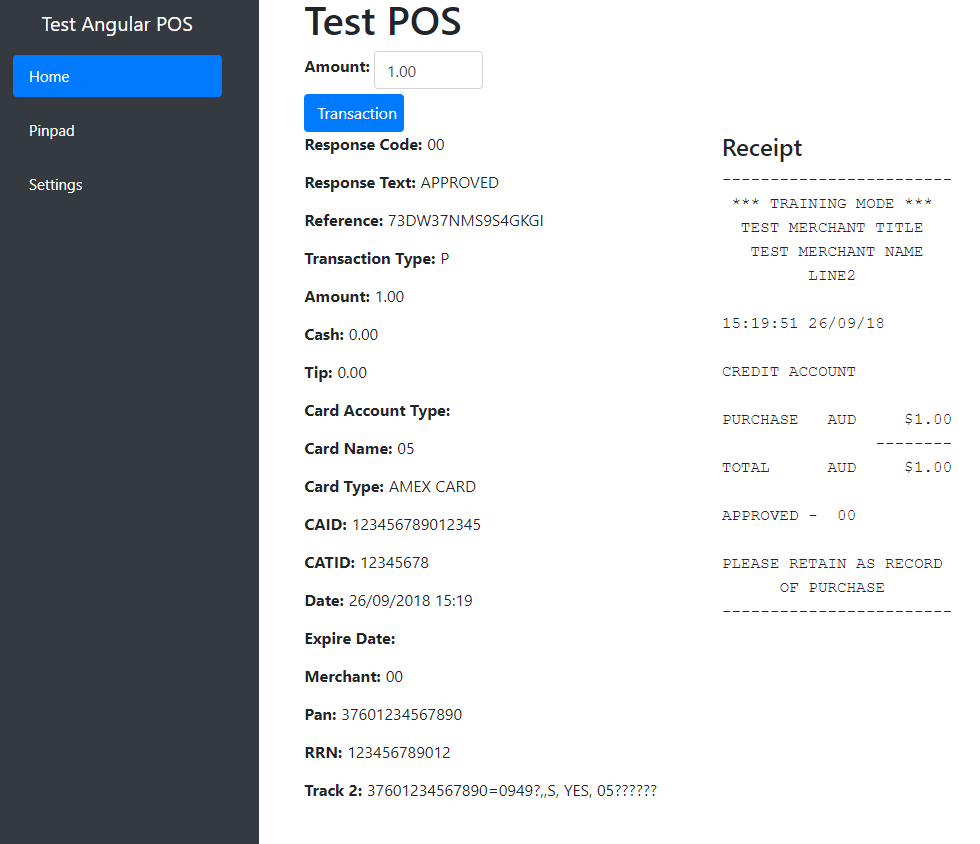 Test Angular POS
Home
Pinpad
Settings
Test POS
Amount: 1.00
Transaction
Response Code: 00
Response Text: APPROVED
Reference: 73DW37NMS9S4GKGI
Transaction Type: P
Amount: 1.00
Cash: 0.00
Tip: 0.00
Card Account Type:
Card Name: 05
Card Type: AMEX CARD
CAID: 123456789012345
CATID: 12345678
Date: 26/09/2018 15:19
Expire Date:
Merchant: 00
Pan: 37601234567890
RRN: 123456789012
Track 2: 37601234567890=0949?,,S, YES, 05??????
Receipt
------------------------
*** TRAINING MODE ***
TEST MERCHANT TITLE
TEST MERCHANT NAME
LINE2
15:19:51 26/09/18
CREDIT ACCOUNT
PURCHASE AUD $1.00
--------
TOTAL AUD $1.00
APPROVED - 00
PLEASE RETAIN AS RECORD
OF PURCHASE
------------------------